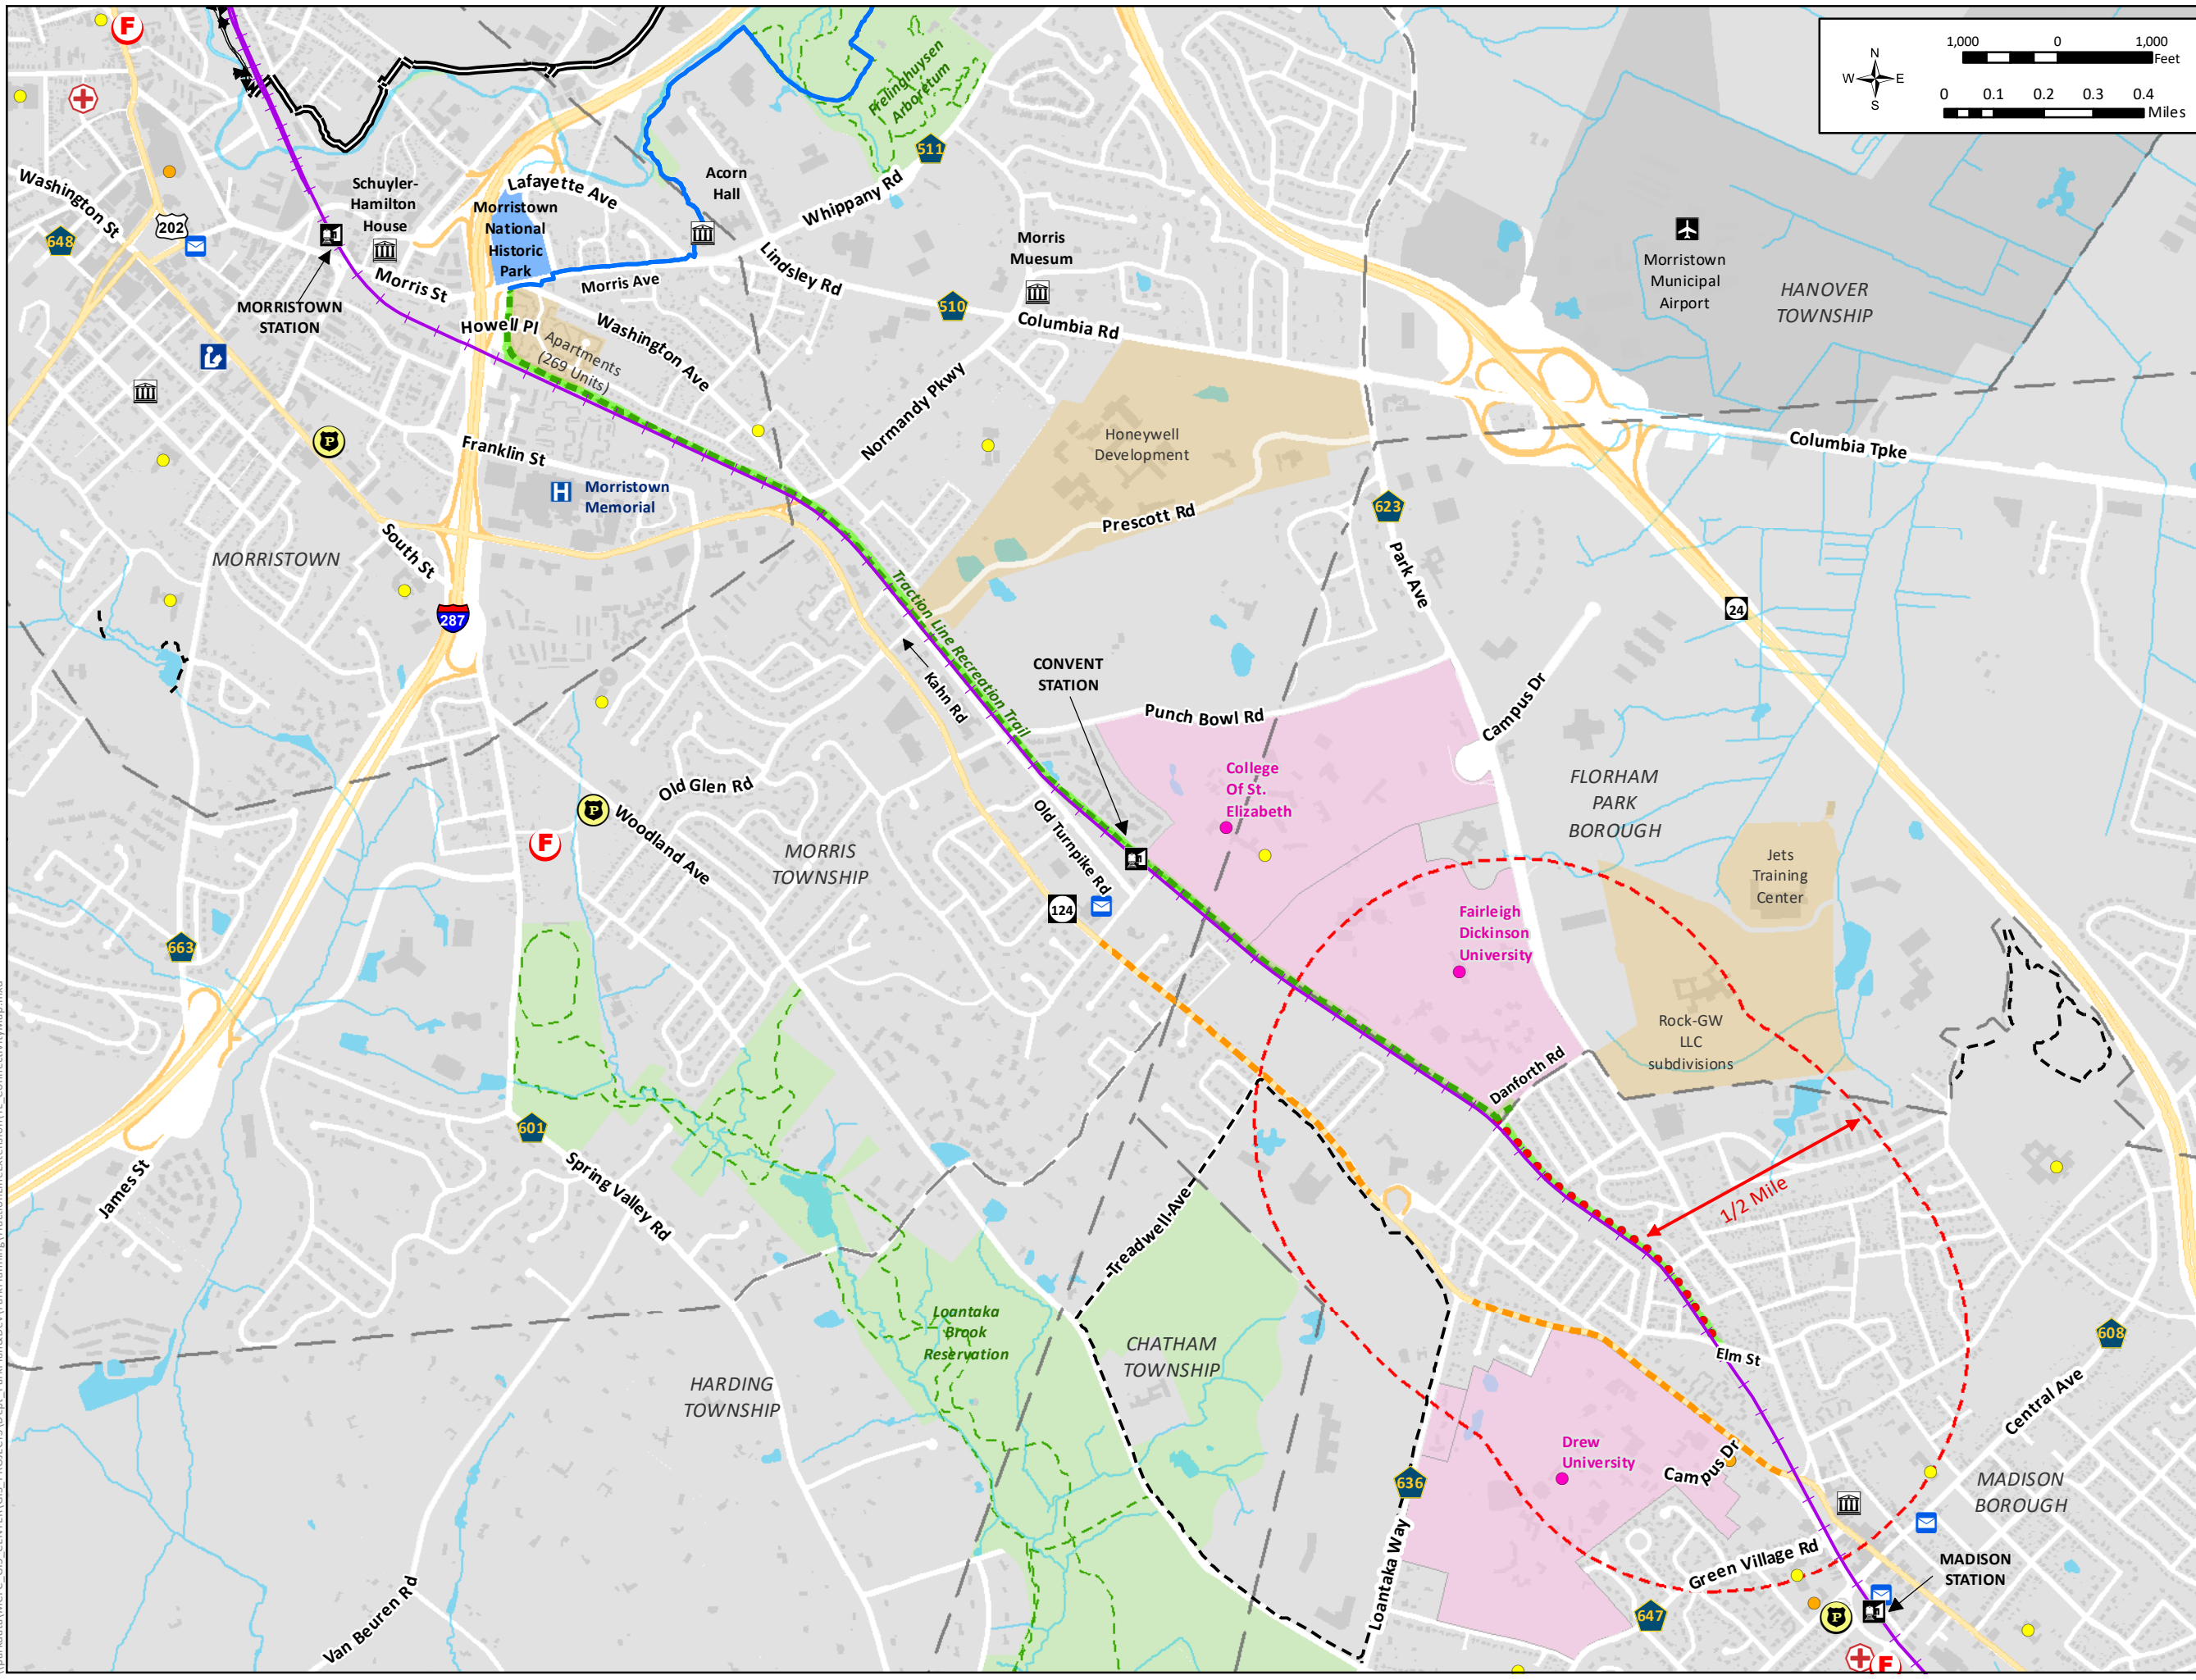 1,000 0 1,000
Feet
N
W E
S
0 0.1 0.2 0.3 0.4
Miles
F
Frelinghuysen
Arboretum
511
Acorn
Hall
Whippany Rd
Washington St
648
202
Schuyler-
Hamilton
House
Lafayette Ave
Morristown
National
Historic
Park
Morris St
Morris Ave
Lindsley Rd
Morris
Muesum
510
Columbia Rd
Morristown
Municipal
Airport
HANOVER
TOWNSHIP
MORRISTOWN
STATION
Howell Pl
Apartments
(269 Units)
Washington Ave
Normandy Pkwy
Honeywell
Development
Columbia Tpke
P
Franklin St
H
Morristown
Memorial
Prescott Rd
623
Park Ave
MORRISTOWN
South St
287
24
Traction Line Recreation Trail
Kahn Rd
CONVENT
STATION
Punch Bowl Rd
Campus Dr
College
Of St.
Elizabeth
FLORHAM
PARK
BOROUGH
Old Glen Rd
P
Woodland Ave
F
MORRIS
TOWNSHIP
Old Turnpike Rd
124
Jets
Training
Center
Fairleigh
Dickinson
University
663
Rock-GW
LLC
subdivisions
Danforth Rd
601
Spring Valley Rd
James St
Treadwell Ave
1/2 Mile
Loantaka
Brook
Reservation
CHATHAM
TOWNSHIP
HARDING
TOWNSHIP
Elm St
608
Central Ave
Drew
University
Campus Dr
636
MADISON
BOROUGH
Loantaka Way
Green Village Rd
MADISON
STATION
647
P
F
Van Beuren Rd